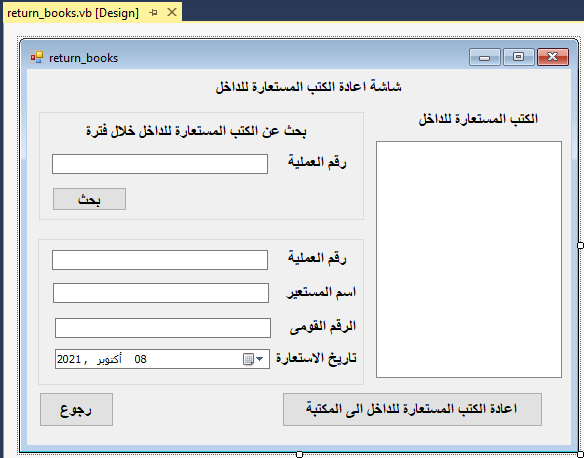 return_books.vb [Design]
return_books
شاشة اعادة الكتب المستعارة للداخل
الكتب المستعارة للداخل
بحث عن الكتب المستعارة للداخل خلال فترة
رقم العملية
بحث
رقم العملية
اسم المستعير
الرقم القومى
تاريخ الاستعارة
08 أكتوبر, 2021
اعادة الكتب المستعارة للداخل الى المكتبة
رجوع